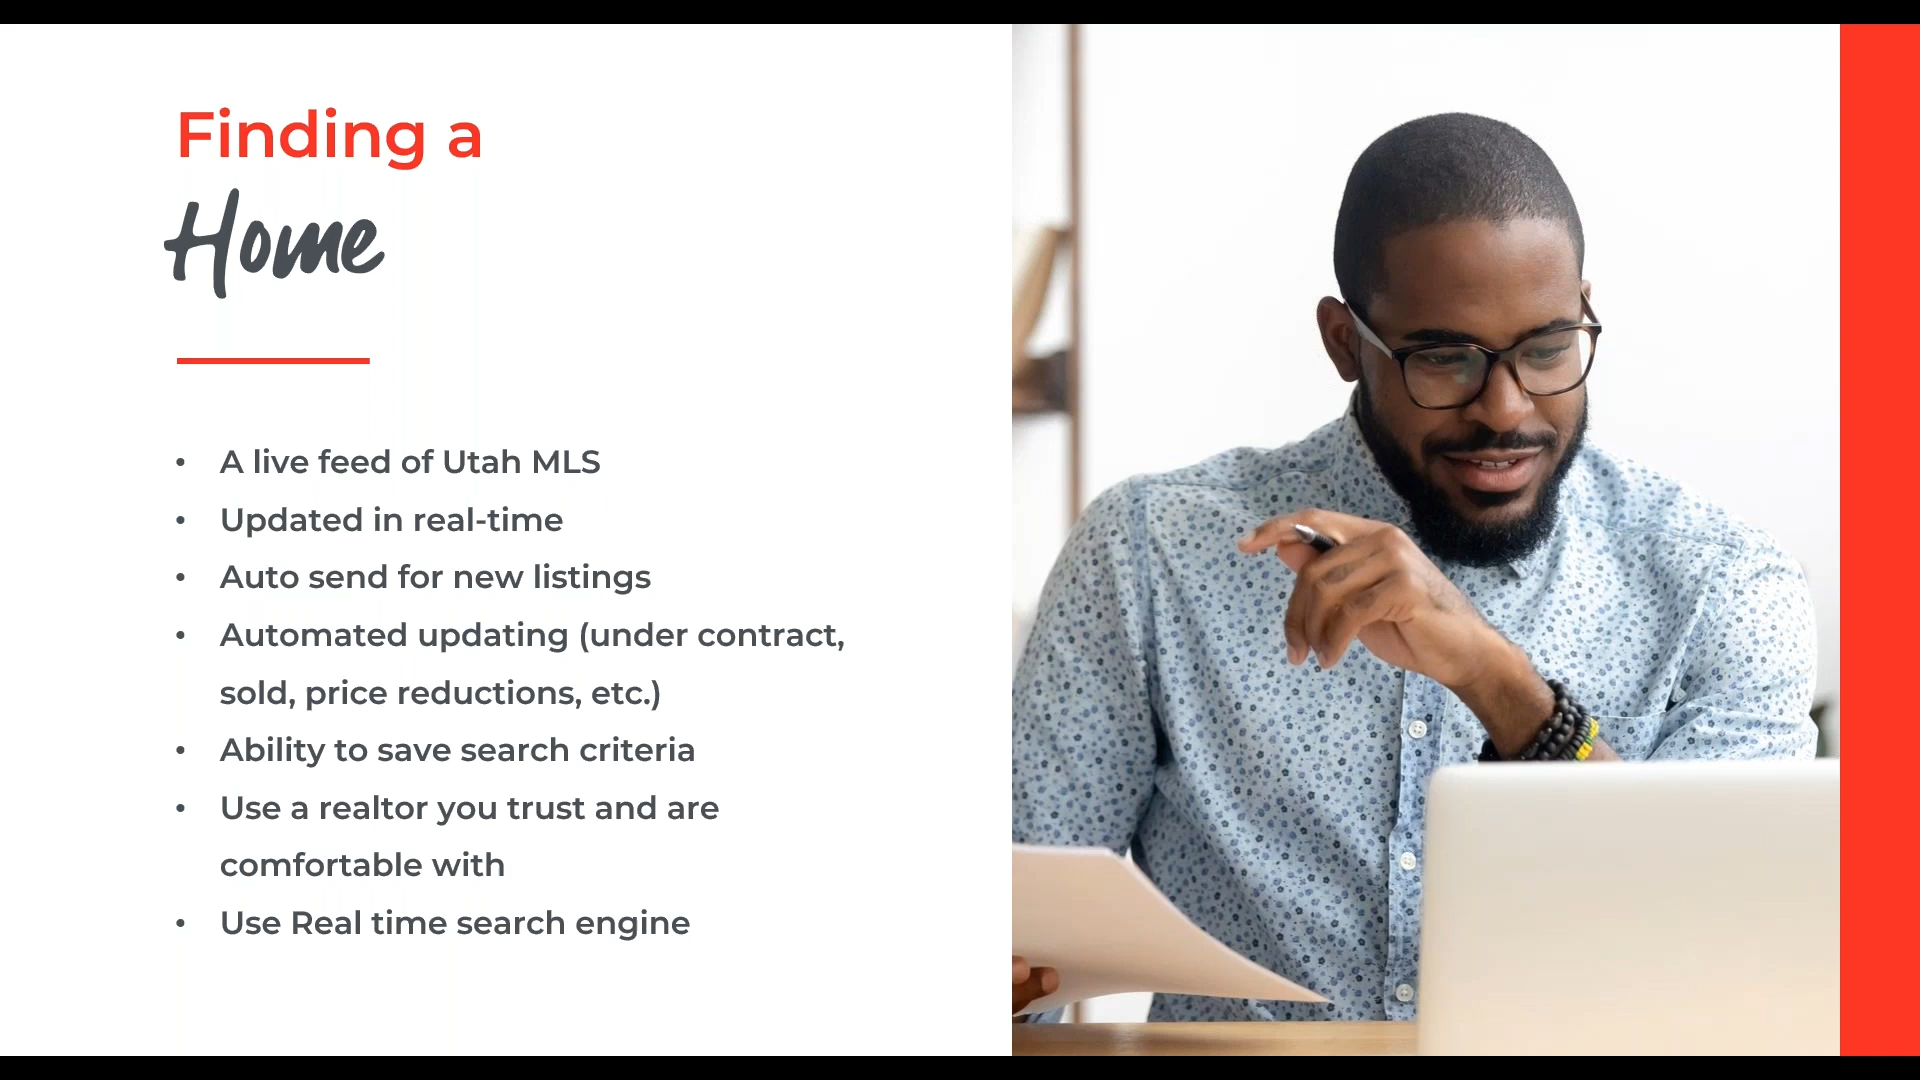 Finding a
Home
• A live feed of Utah MLS
• Updated in real-time
• Auto send for new listings
• Automated updating (under contract,
sold, price reductions, etc.)
• Ability to save search criteria
• Use a realtor you trust and are
comfortable with
• Use Real time search engine